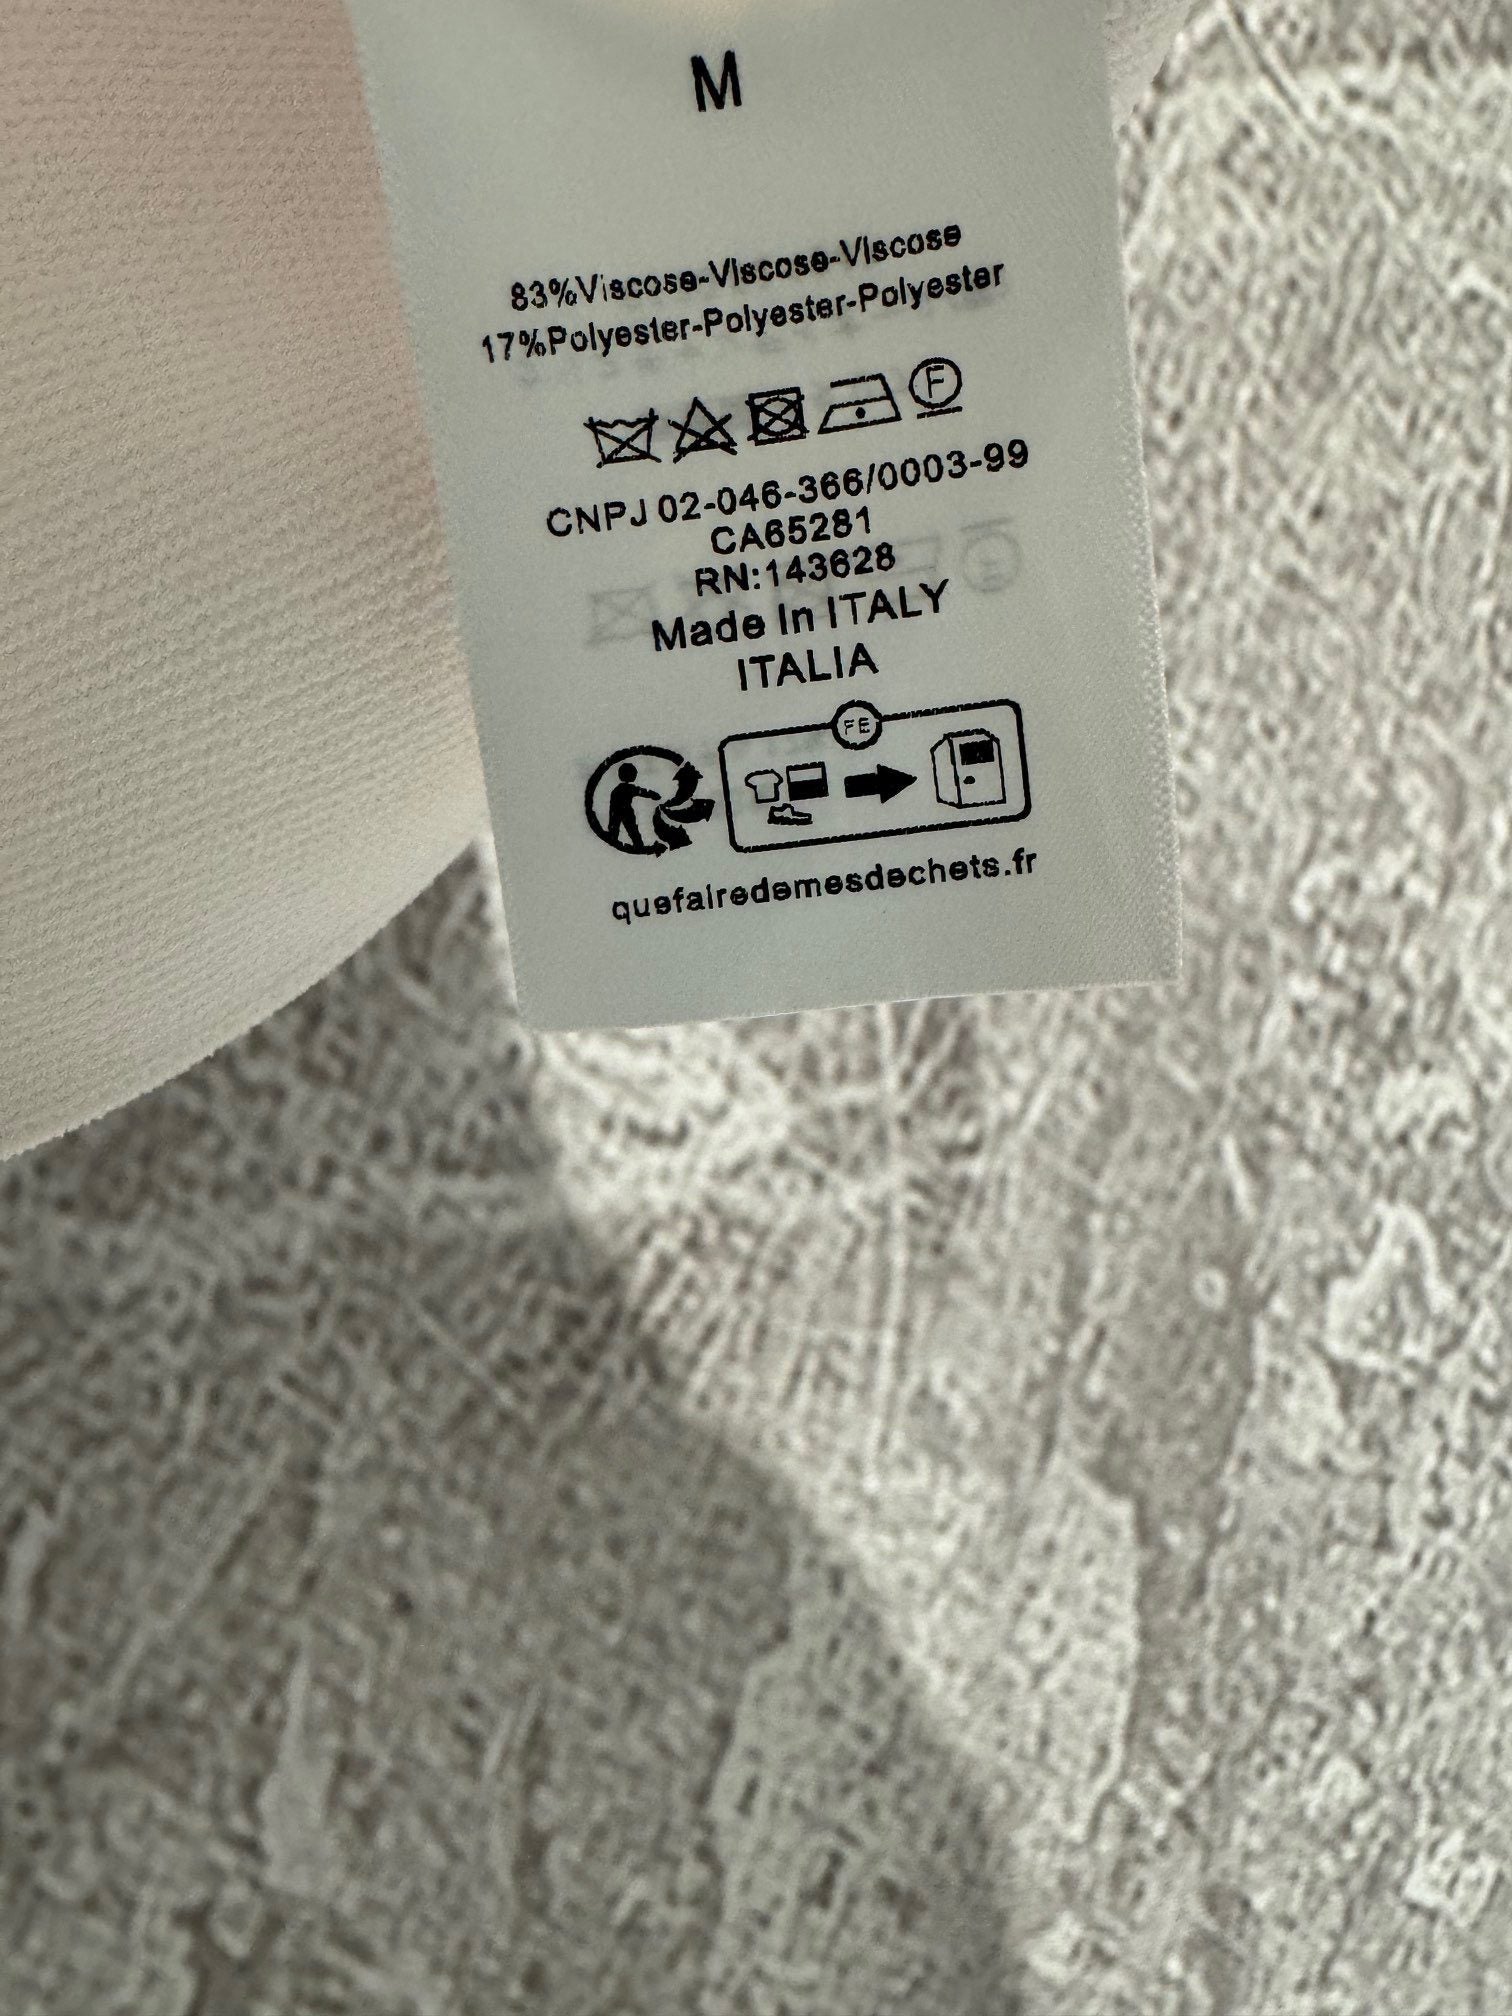 M
83%Viscose-Viscose-Viscose
17%Polyester-Polyester-Polyester
F
CNPJ 02-046-366/0003-99
CA65281
RN:143628
Made In ITALY
ITALIA
FE
quefairedemesdechets.fr